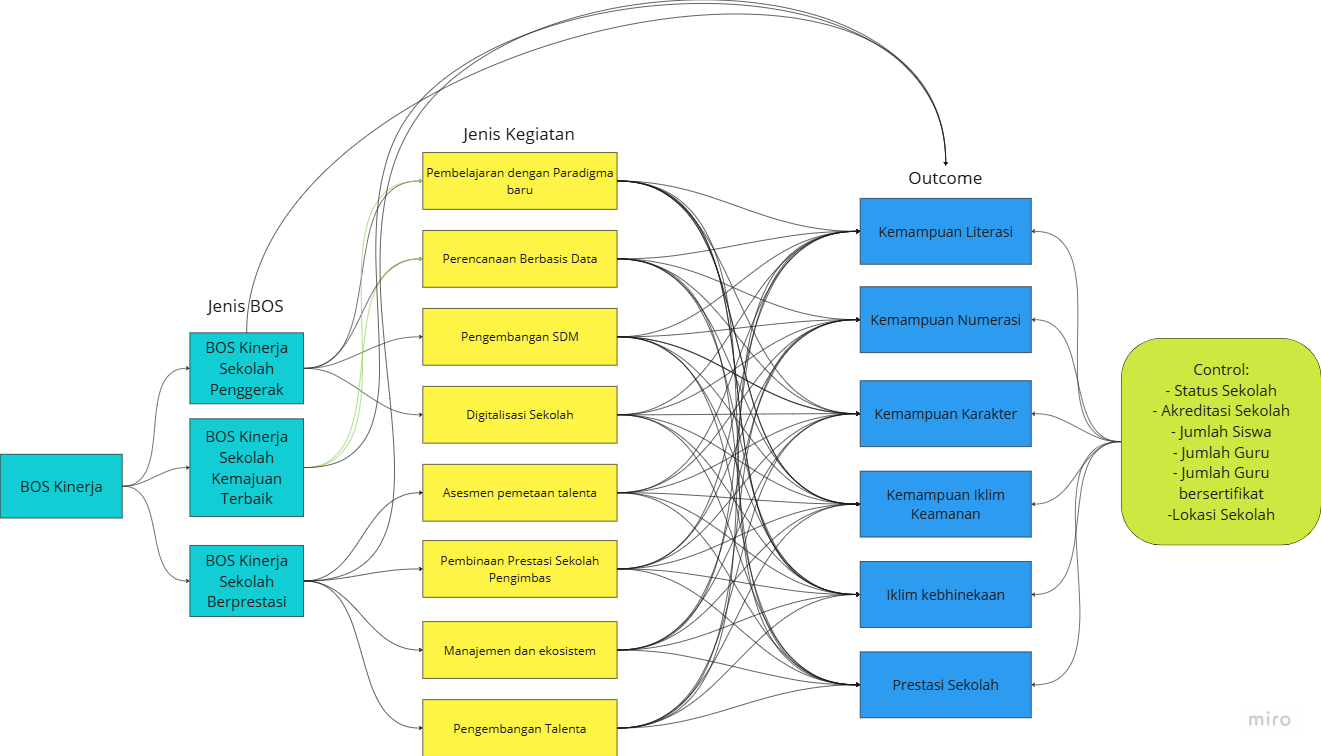 BOS Kinerja
Jenis BOS
BOS Kinerja
Sekolah
Penggerak
BOS Kinerja
Sekolah
Kemajuan
Terbaik
BOS Kinerja
Sekolah
Berprestasi
Jenis Kegiatan
Pembelajaran dengan Paradigma
baru
Perencanaan Berbasis Data
Pengembangan SDM
Digitalisasi Sekolah
Asesmen pemetaan talenta
Pembinaan Prestasi Sekolah
Pengimbas
Manajemen dan ekosistem
Pengembangan Talenta
Outcome
Kemampuan Literasi
Kemampuan Numerasi
Kemampuan Karakter
Kemampuan Iklim
Keamanan
Iklim kebhinekaan
Prestasi Sekolah
Control:
- Status Sekolah
- Akreditasi Sekolah
- Jumlah Siswa
- Jumlah Guru
- Jumlah Guru
bersertifikat
-Lokasi Sekolah
miro